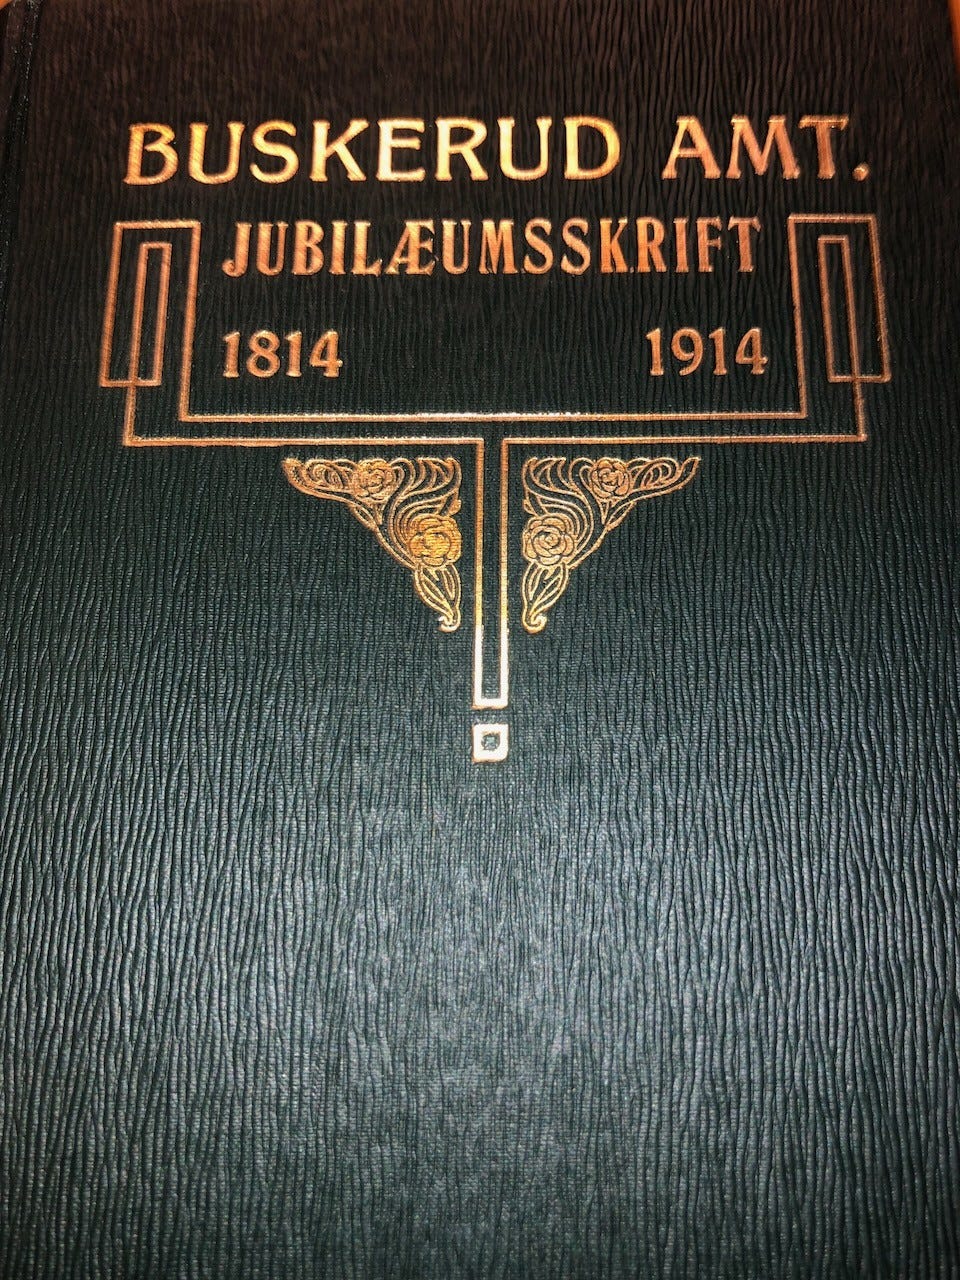 BUSKERUD AMT.
JUBILÆUMSSKRIFT
1814 1914